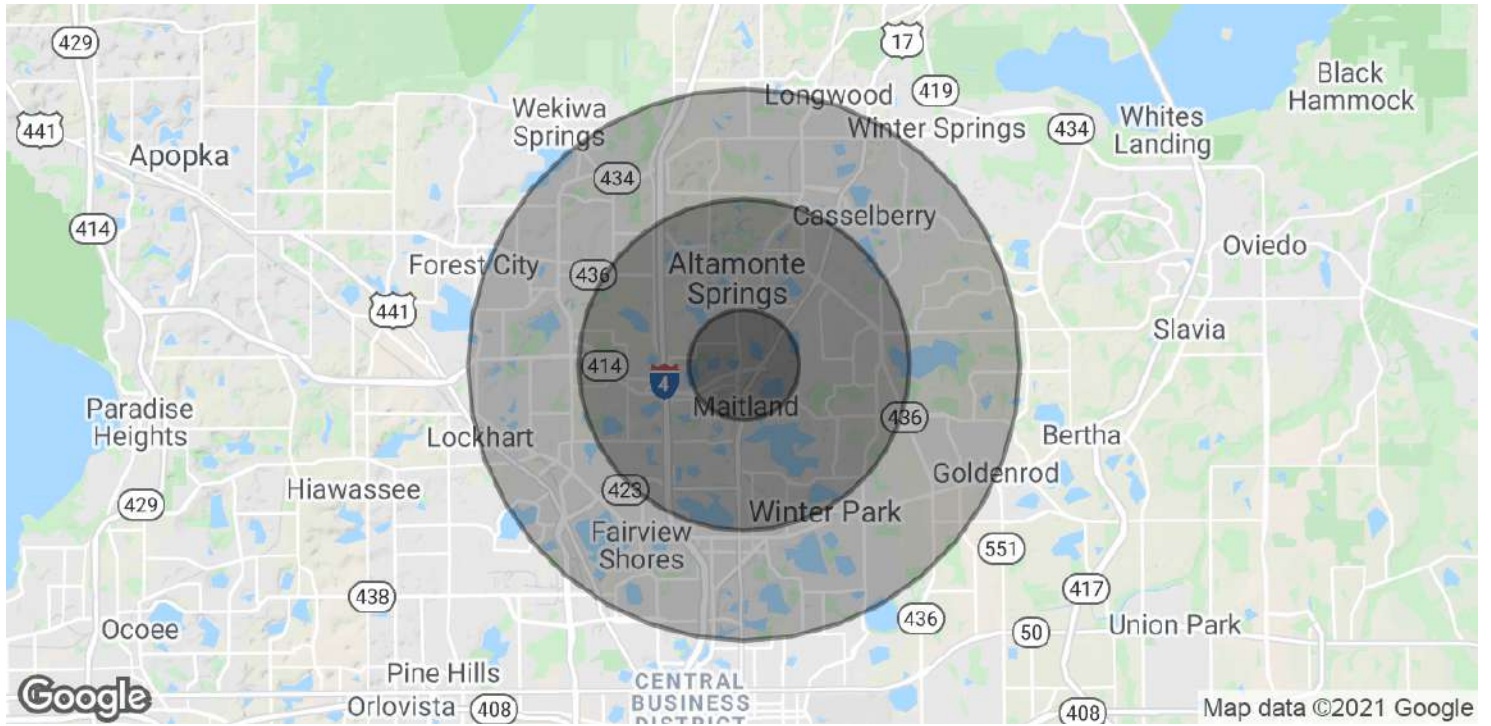 429
17
Black
Hammock
Longwood
419
Wekiwa
Springs
Whites
Landing
441
Winter Springs
434
Apopka
434
Casselberry
414
Oviedo
Forest City
436
Altamonte
Springs
441
Slavia
414
4
Maitland
Paradise
Heights
436
Lockhart
Bertha
Goldenrod
Hiawassee
423
429
Winter Park
Fairview
Shores
551
438
417
436
50
Union Park
Ocoee
Pine Hills
CENTRAL
BUSINESS
DISTRICT
Google
Orlovista
408
408
Map data ©2021 Google